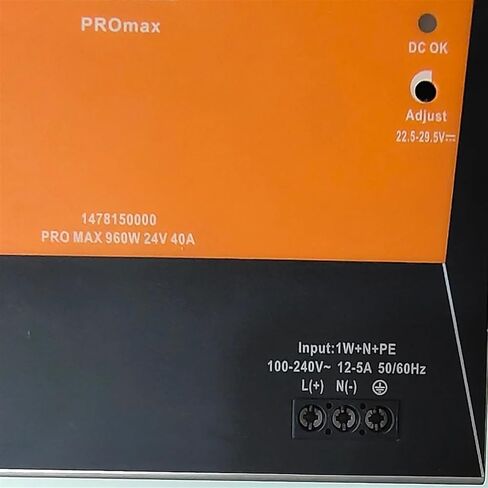 PROmax
DC OK
Adjust
22.5-29.5V⎓
1478150000
PRO MAX 960W 24V 40A
Input:1W+N+PE
100-240V~ 12-5A 50/60Hz
L(+) N(-) ⏚